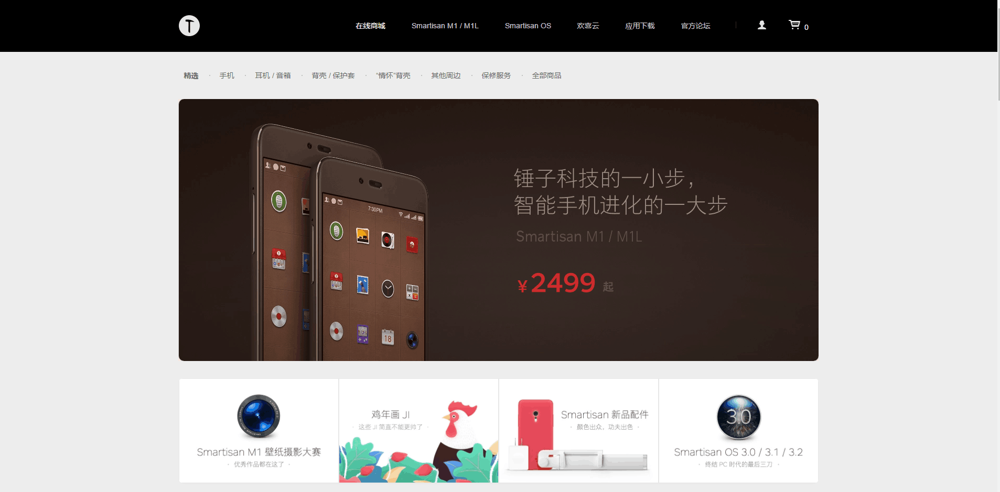 在线商城 Smartisan M1 / M1L Smartisan OS 欢喜云 应用下载 官方论坛 0
精选 · 手机 · 耳机 / 音箱 · 背壳 / 保护套 · “情怀”背壳 · 其他周边 · 保修服务 · 全部商品
7:30PM
锤子科技的一小步，
智能手机进化的一大步
Smartisan M1 / M1L
¥2499 起
18
Smartisan M1 壁纸摄影大赛
· 优秀作品都在这了 ·
鸡年画 JI
· 这些 JI 简直不能更帅了 ·
Smartisan 新品配件
· 颜色出众，功夫出色 ·
3.0
Smartisan OS 3.0 / 3.1 / 3.2
· 终结 PC 时代的最后三刀 ·